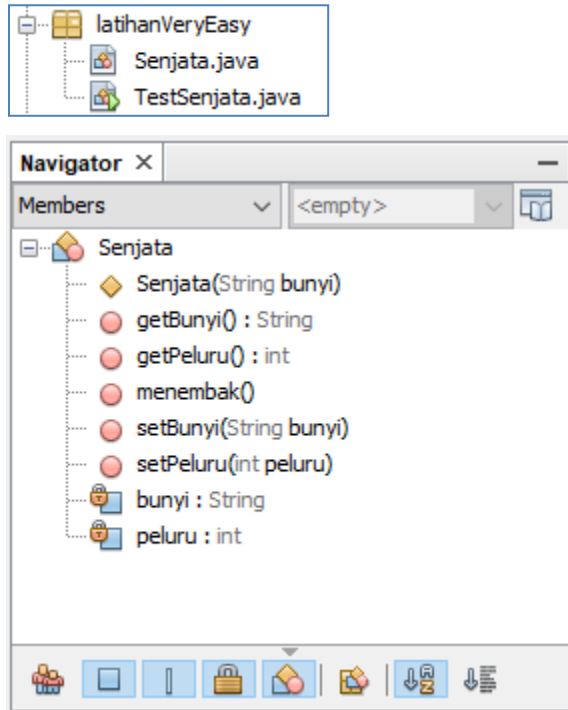 latihanVeryEasy
Senjata.java
TestSenjata.java
Navigator ×
Members <empty>
Senjata
Senjata(String bunyi)
getBunyi() : String
getPeluru() : int
menembak()
setBunyi(String bunyi)
setPeluru(int peluru)
bunyi : String
peluru : int